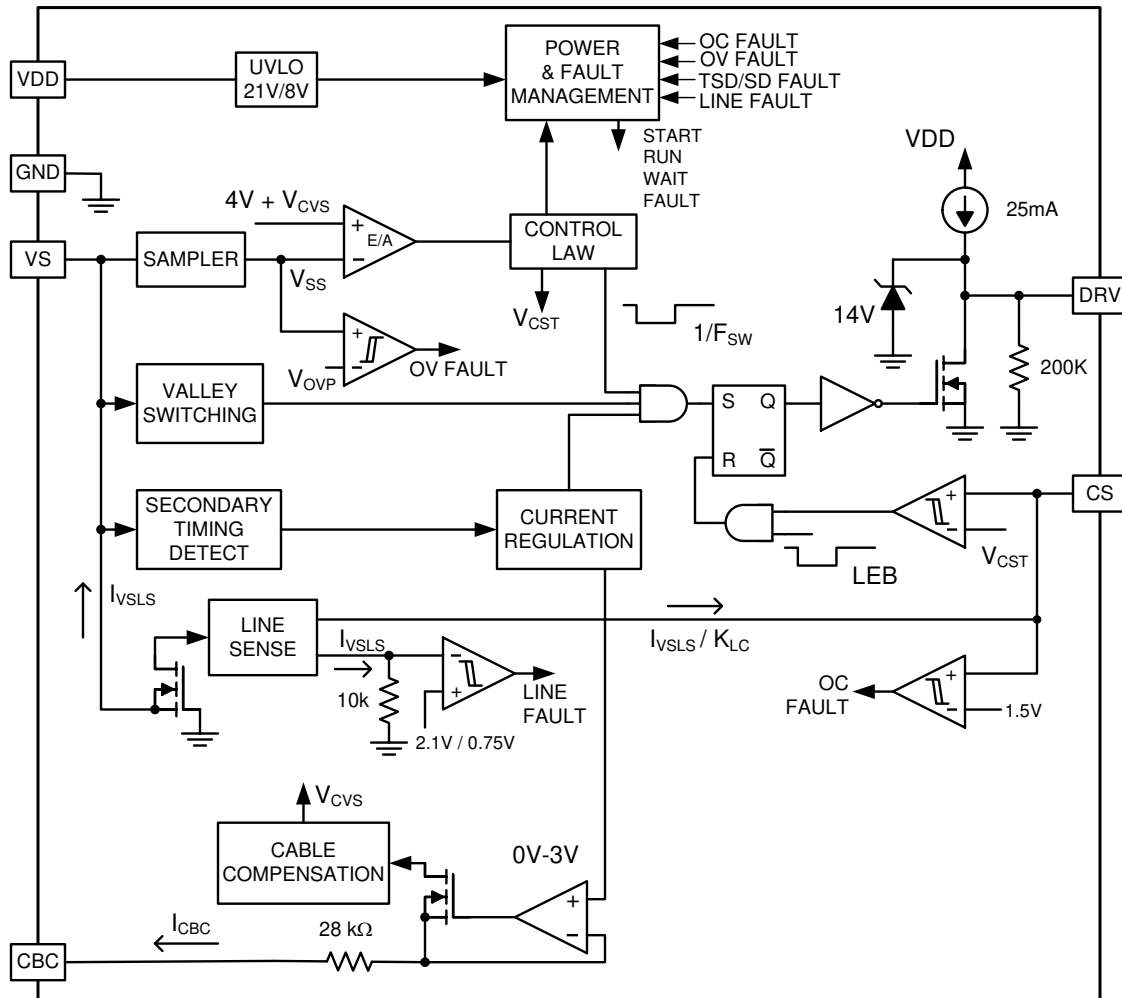 VDD
UVLO
21V/8V
POWER
& FAULT
MANAGEMENT
OC FAULT
OV FAULT
TSD/SD FAULT
LINE FAULT
START
RUN
WAIT
FAULT
VDD
25mA
GND
4V + VCVS
VS
SAMPLER
+
E/A
−
VSS
CONTROL
LAW
VCST
14V
DRV
1/FSW
200K
+
−
VOVP
OV FAULT
VALLEY
SWITCHING
S Q
R Q̅
CS
+
−
VCST
LEB
SECONDARY
TIMING
DETECT
CURRENT
REGULATION
IVSLS
LINE
SENSE
IVSLS
IVSLS / KLC
−
+
10k
LINE
FAULT
2.1V / 0.75V
OC
FAULT
+
−
1.5V
VCVS
CABLE
COMPENSATION
0V-3V
+
−
ICBC
28 kΩ
CBC